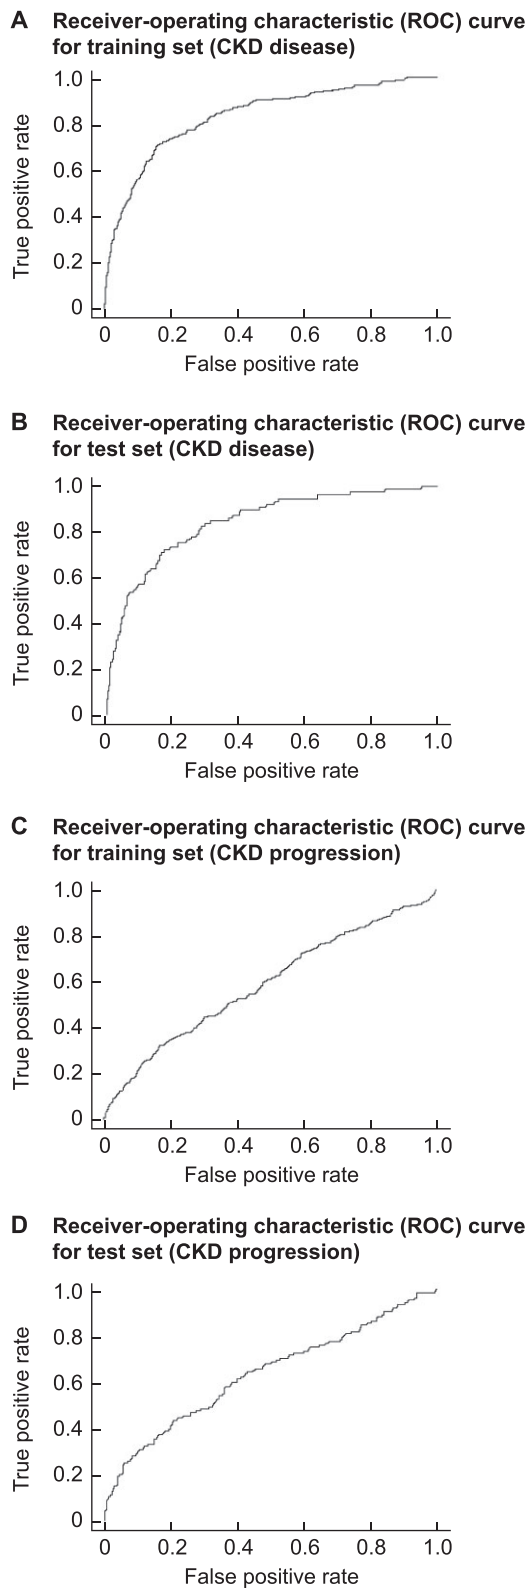 A Receiver-operating characteristic (ROC) curve
for training set (CKD disease)
1.0
0.8
0.6
0.4
0.2
0
True positive rate
0 0.2 0.4 0.6 0.8 1.0
False positive rate
B Receiver-operating characteristic (ROC) curve
for test set (CKD disease)
1.0
0.8
0.6
0.4
0.2
0
True positive rate
0 0.2 0.4 0.6 0.8 1.0
False positive rate
C Receiver-operating characteristic (ROC) curve
for training set (CKD progression)
1.0
0.8
0.6
0.4
0.2
0
True positive rate
0 0.2 0.4 0.6 0.8 1.0
False positive rate
D Receiver-operating characteristic (ROC) curve
for test set (CKD progression)
1.0
0.8
0.6
0.4
0.2
0
True positive rate
0 0.2 0.4 0.6 0.8 1.0
False positive rate